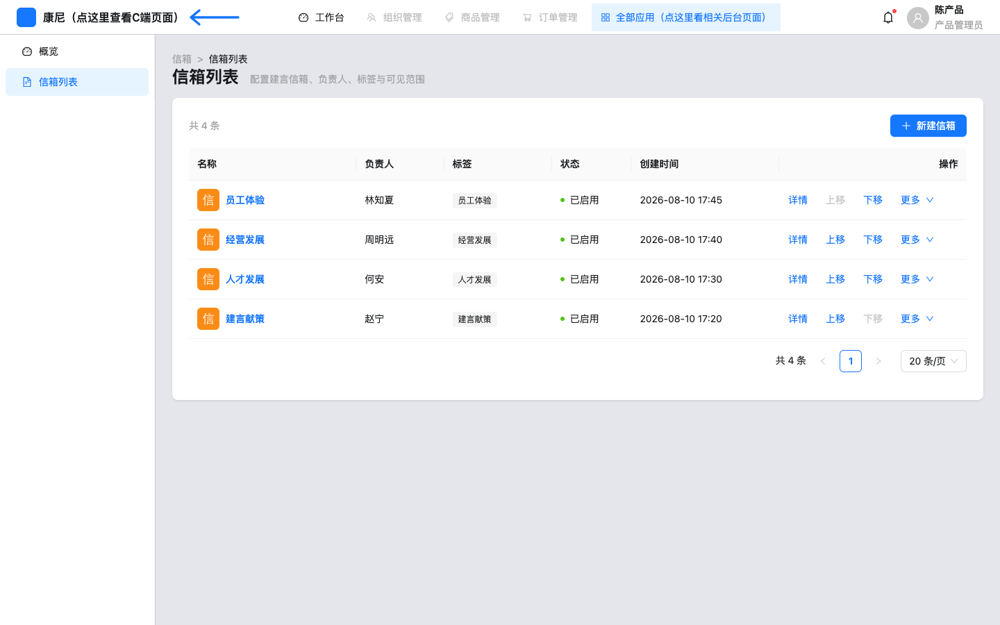 康尼（点这里查看C端页面）
工作台 组织管理 商品管理 订单管理 全部应用（点这里看相关后台页面）
陈产品
产品管理员
概览
信箱列表
信箱 > 信箱列表
信箱列表 配置建言信箱、负责人、标签与可见范围
共 4 条 新建信箱
名称 负责人 标签 状态 创建时间 操作
信 员工体验 林知夏 员工体验 已启用 2026-08-10 17:45 详情 上移 下移 更多
信 经营发展 周明远 经营发展 已启用 2026-08-10 17:40 详情 上移 下移 更多
信 人才发展 何安 人才发展 已启用 2026-08-10 17:30 详情 上移 下移 更多
信 建言献策 赵宁 建言献策 已启用 2026-08-10 17:20 详情 上移 下移 更多
共 4 条 1 20 条/页